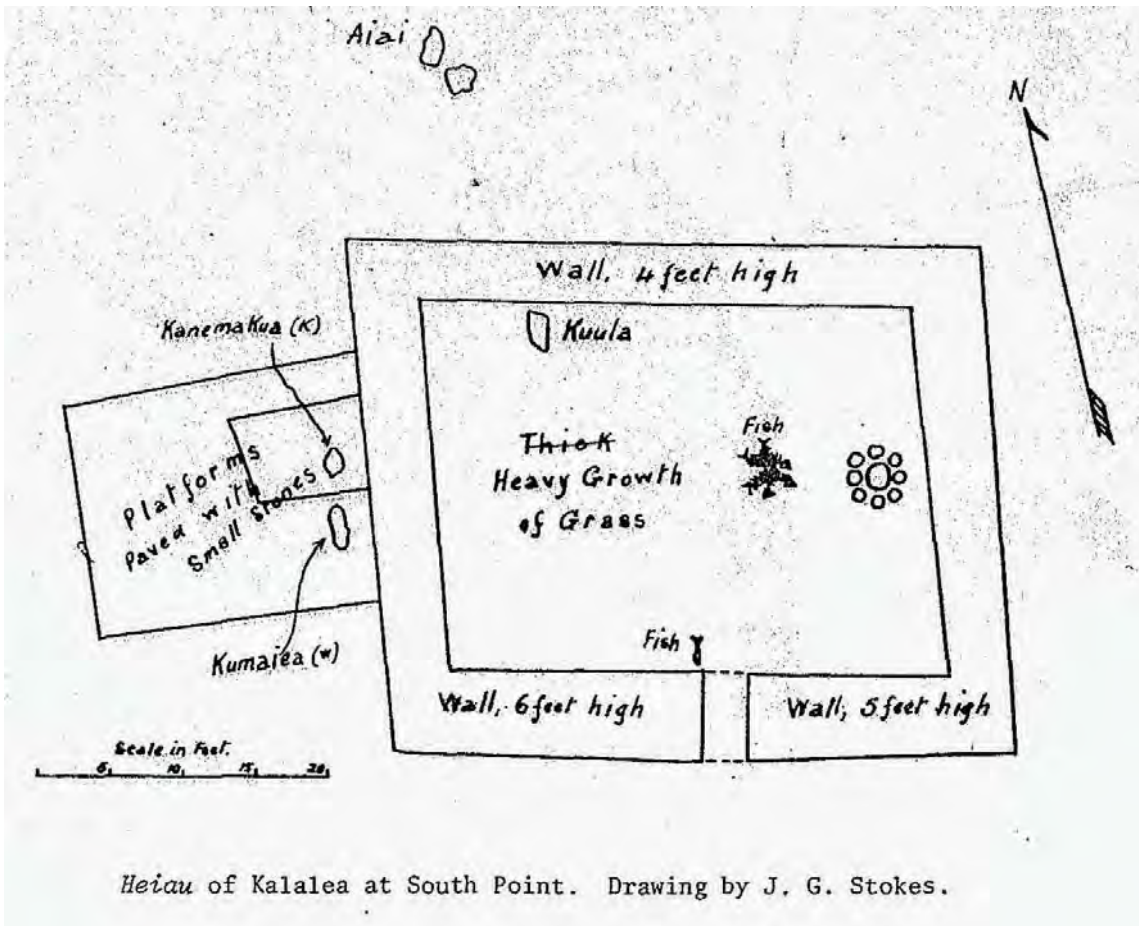 Aiai
N
Wall, 4 feet high
Kanemakua (K)
Kuula
Fish
Thick
Heavy Growth
of Grass
Platforms
Paved with
Small Stones
Fish
Kumaiea (w)
Wall, 6 feet high
Wall, 5 feet high
Scale in Feet.
5 10 15 20
Heiau of Kalalea at South Point. Drawing by J. G. Stokes.